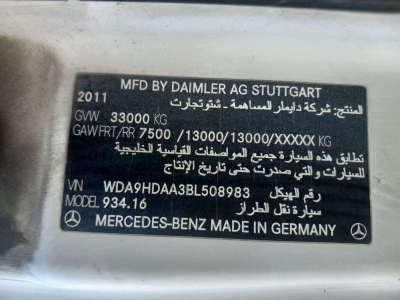 MFD BY DAIMLER AG STUTTGART
2011 المنتج: شركة دايملر المساهمة - شتوتجارت
GVW 33000 KG
GAWFRT/RR 7500 /13000/13000/XXXXX KG
تطابق هذه السيارة جميع المواصفات القياسية الخليجية
للسيارات والتي صدرت حتى تاريخ الإنتاج
VIN WDA9HDAA3BL508983 رقم الهيكل
MODEL 934.16 سيارة نقل الطراز
MERCEDES-BENZ MADE IN GERMANY